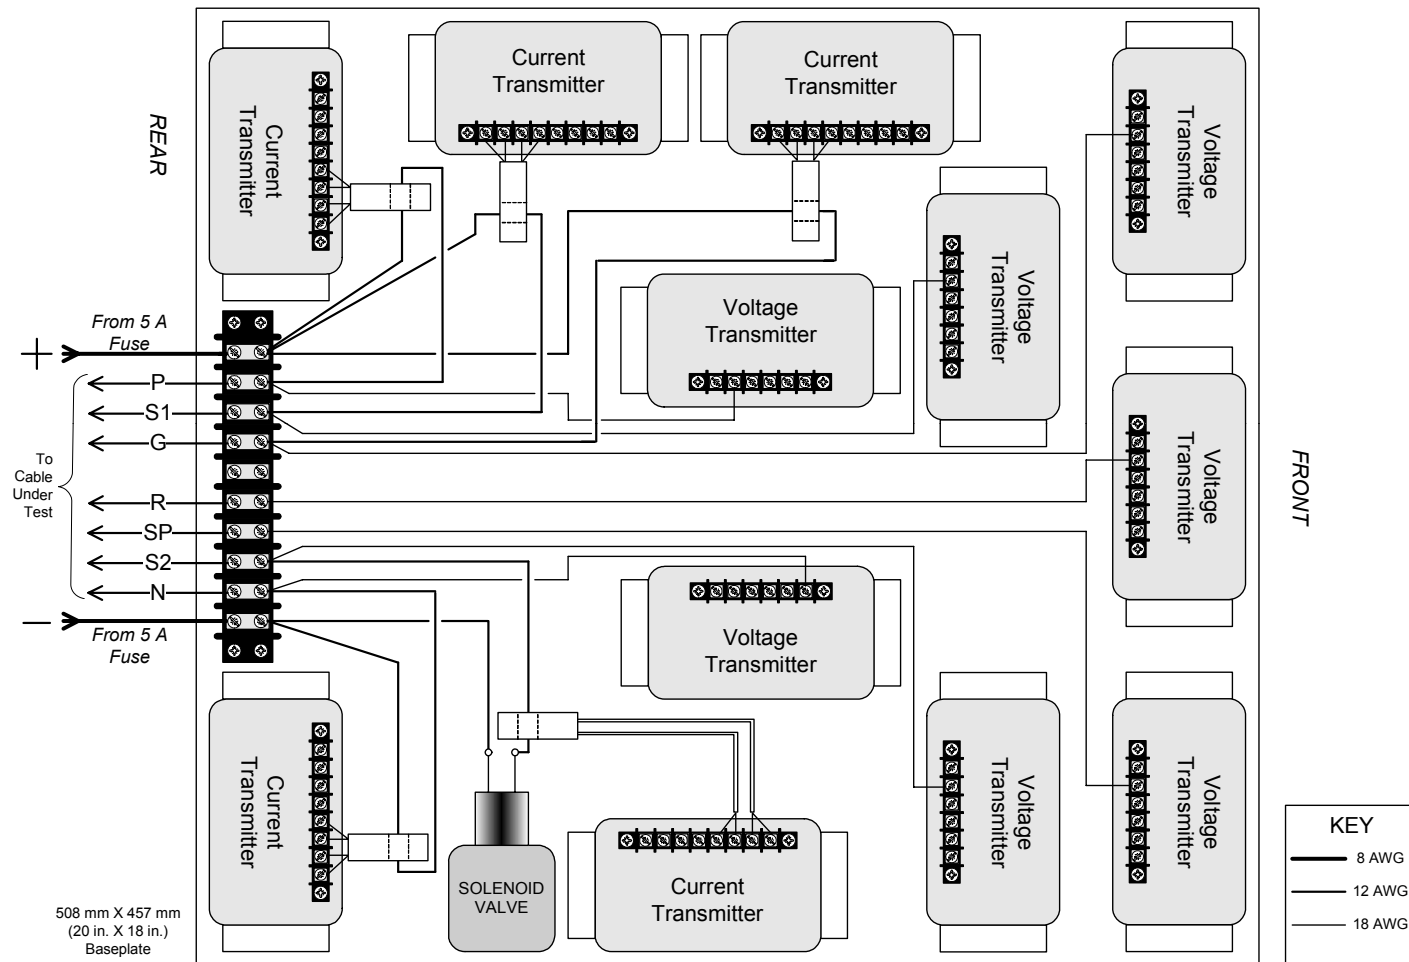 Current
Transmitter
Current
Transmitter
Current
Transmitter
Voltage
Transmitter
REAR
Voltage
Transmitter
Voltage
Transmitter
From 5 A
Fuse
+
P
S1
G
To
Cable
Under
Test
R
SP
S2
N
—
From 5 A
Fuse
Voltage
Transmitter
FRONT
Voltage
Transmitter
Current
Transmitter
SOLENOID
VALVE
Current
Transmitter
Voltage
Transmitter
Voltage
Transmitter
508 mm X 457 mm
(20 in. X 18 in.)
Baseplate
KEY
8 AWG
12 AWG
18 AWG